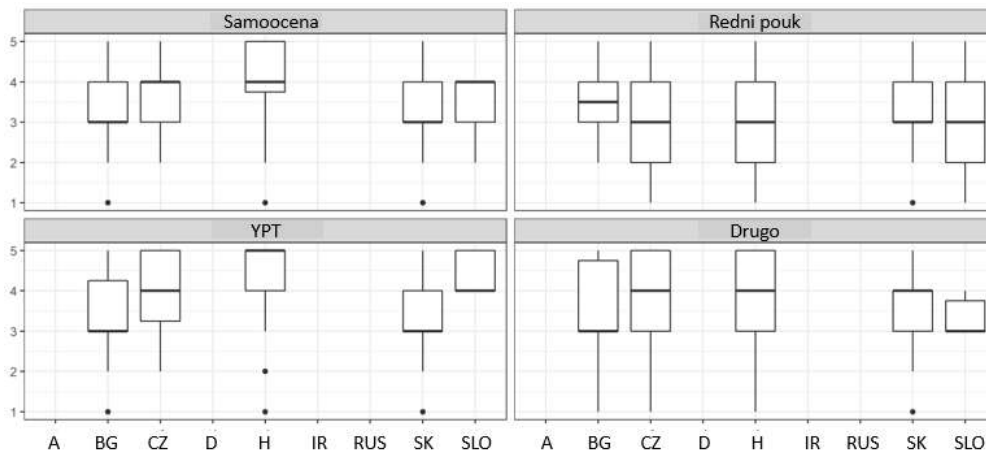 Samoocena
Redni pouk
5
4
3
2
1
YPT
Drugo
5
4
3
2
1
A BG CZ D H IR RUS SK SLO
A BG CZ D H IR RUS SK SLO